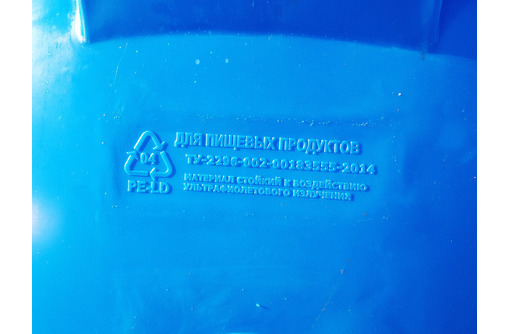 ДЛЯ ПИЩЕВЫХ ПРОДУКТОВ
04
ТУ-2296-002-00183555-2014
PE-LD
МАТЕРИАЛ СТОЙКИЙ К ВОЗДЕЙСТВИЮ
УЛЬТРАФИОЛЕТОВОГО ИЗЛУЧЕНИЯ